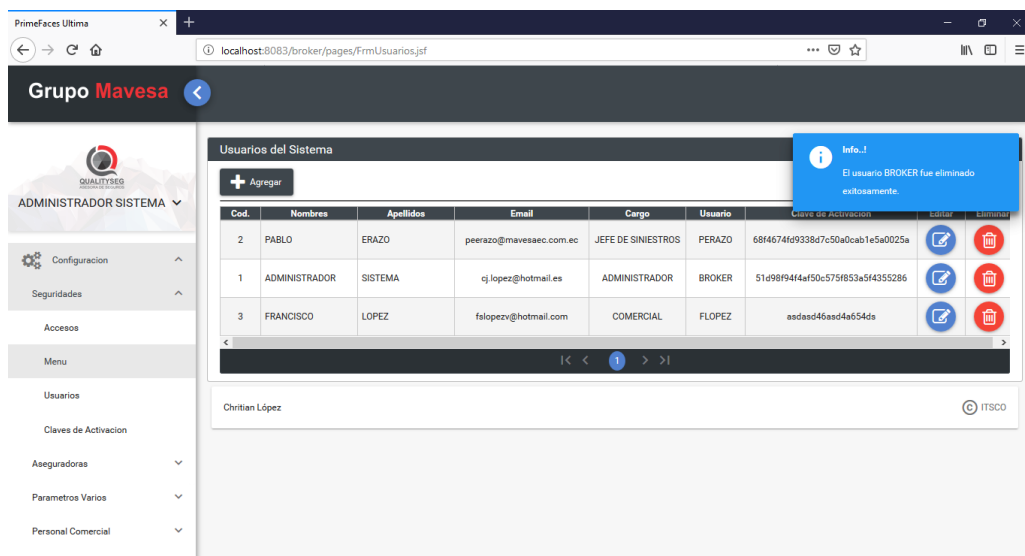 PrimeFaces Ultima
localhost:8083/broker/pages/FrmUsuarios.jsf
Grupo Mavesa
QUALITYSEG
ASESORA DE SEGUROS
ADMINISTRADOR SISTEMA
Configuracion
Seguridades
Accesos
Menu
Usuarios
Claves de Activacion
Aseguradoras
Parametros Varios
Personal Comercial
Usuarios del Sistema
Agregar
Info..!
El usuario BROKER fue eliminado
exitosamente.
Cod. Nombres Apellidos Email Cargo Usuario Clave de Activacion Editar Eliminar
2 PABLO ERAZO peerazo@mavesaec.com.ec JEFE DE SINIESTROS PERAZO 68f4674fd9338d7c50a0cab1e5a0025a
1 ADMINISTRADOR SISTEMA cj.lopez@hotmail.es ADMINISTRADOR BROKER 51d98f94f4af50c575f853a5f4355286
3 FRANCISCO LOPEZ fslopezv@hotmail.com COMERCIAL FLOPEZ asdasd46asd4a654ds
1
Chritian López
© ITSCO